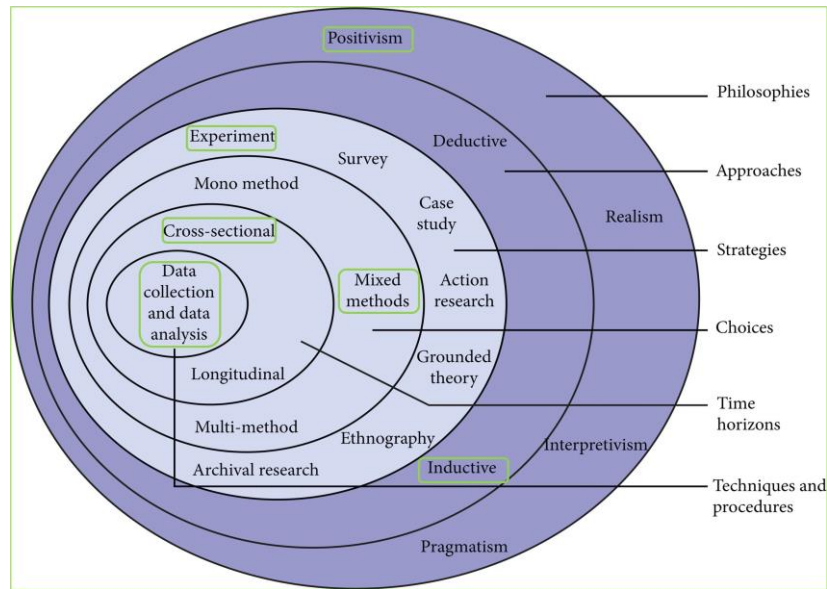 Positivism
Philosophies
Experiment
Deductive
Survey
Approaches
Mono method
Case
study
Realism
Cross-sectional
Strategies
Data
collection
and data
analysis
Mixed
methods
Action
research
Choices
Grounded
theory
Longitudinal
Time
horizons
Multi-method
Ethnography
Interpretivism
Archival research
Inductive
Techniques and
procedures
Pragmatism